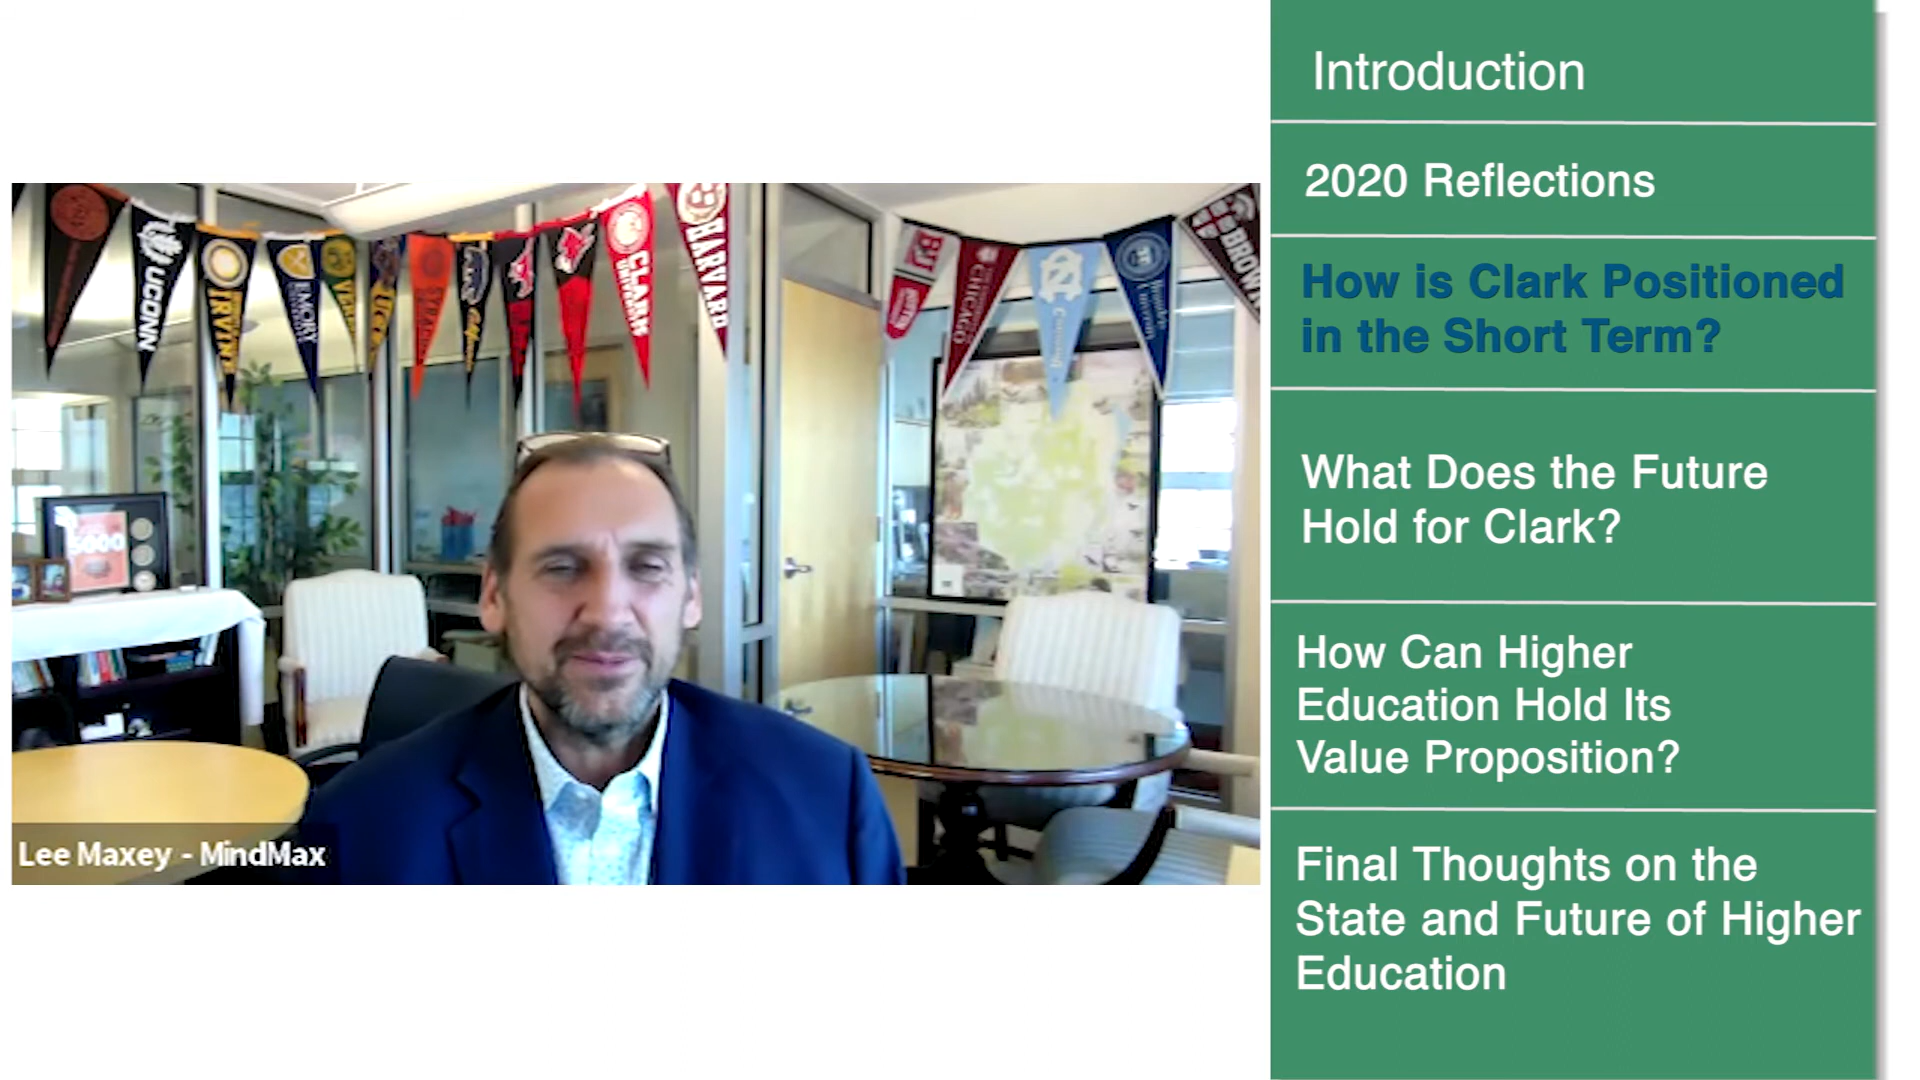 UCONN
IRVINE
EMORY
CLARK
HARVARD
BU
CHICAGO
BROWN
5000
Lee Maxey - MindMax
Introduction
2020 Reflections
How is Clark Positioned
in the Short Term?
What Does the Future
Hold for Clark?
How Can Higher
Education Hold Its
Value Proposition?
Final Thoughts on the
State and Future of Higher
Education